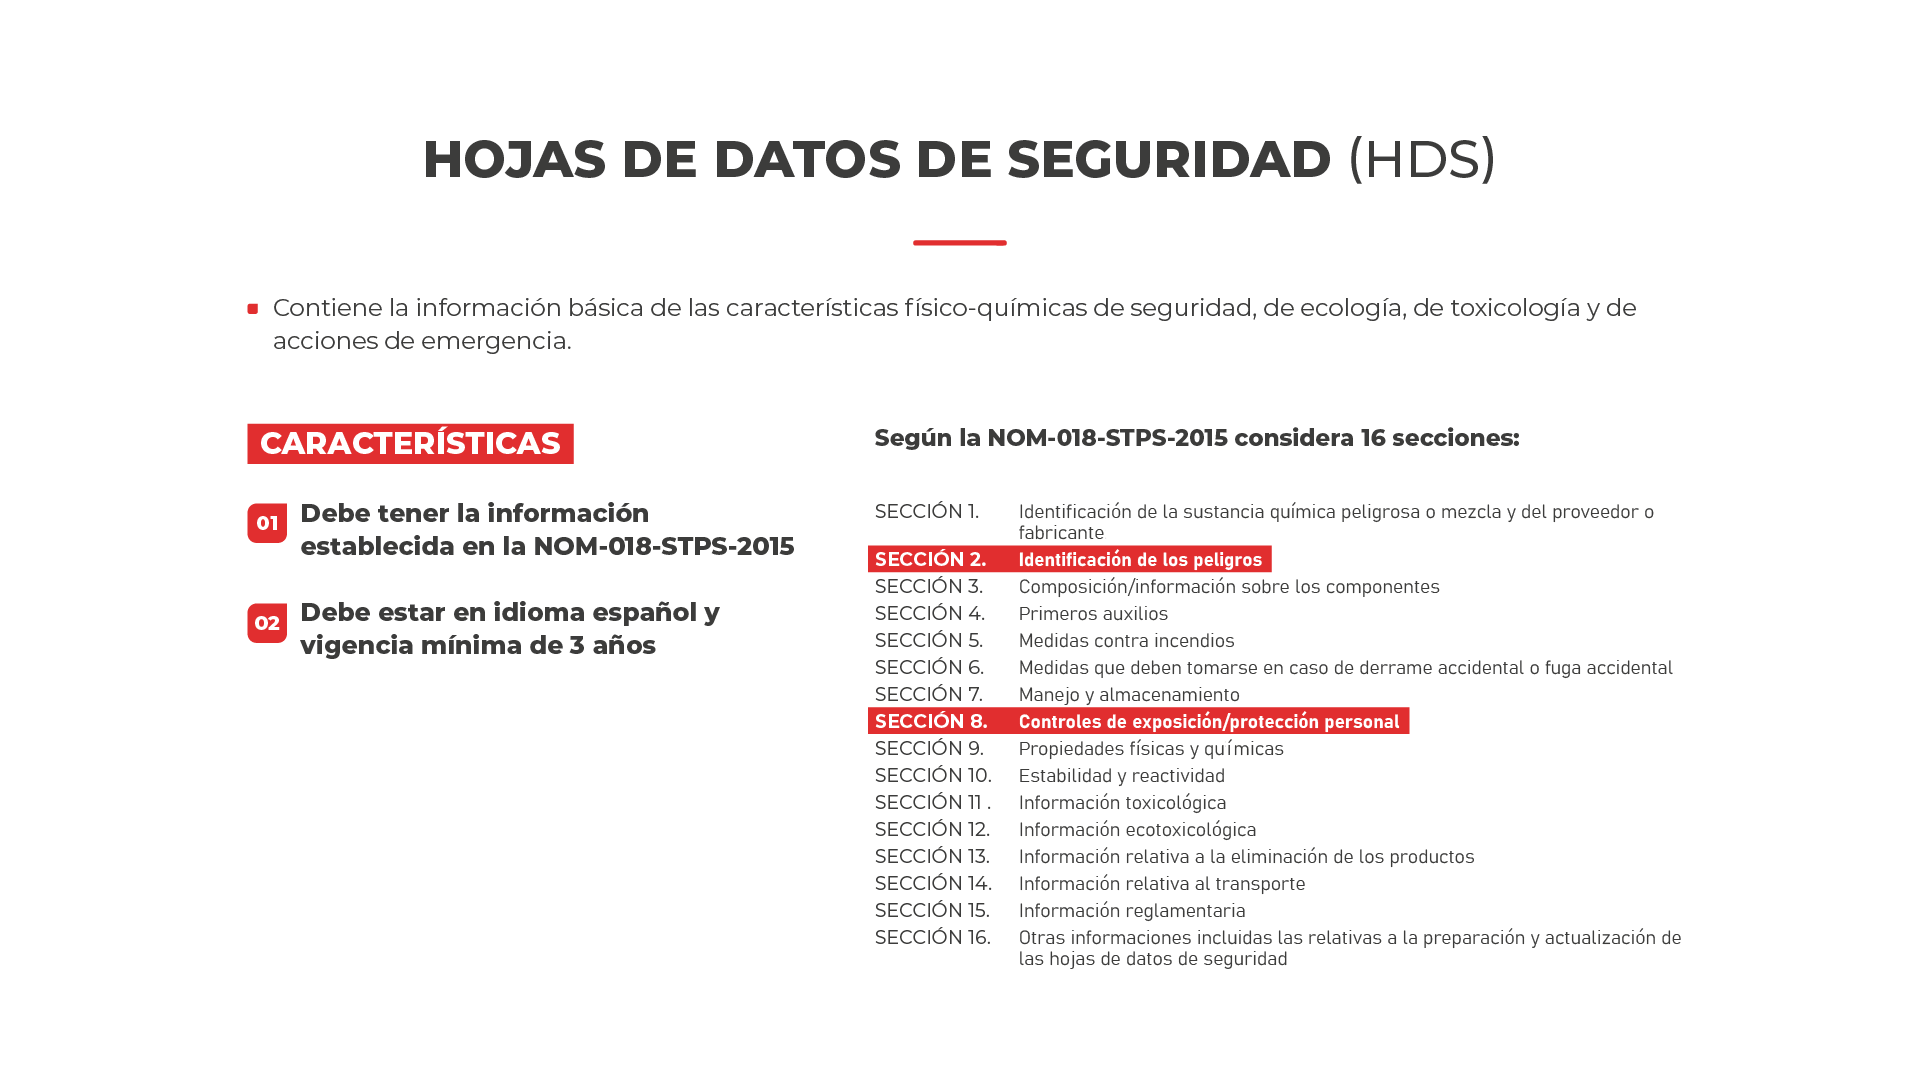 HOJAS DE DATOS DE SEGURIDAD (HDS)
Contiene la información básica de las características físico-químicas de seguridad, de ecología, de toxicología y de
acciones de emergencia.
CARACTERÍSTICAS
01 Debe tener la información
establecida en la NOM-018-STPS-2015
02 Debe estar en idioma español y
vigencia mínima de 3 años
Según la NOM-018-STPS-2015 considera 16 secciones:
SECCIÓN 1. Identificación de la sustancia química peligrosa o mezcla y del proveedor o
fabricante
SECCIÓN 2. Identificación de los peligros
SECCIÓN 3. Composición/información sobre los componentes
SECCIÓN 4. Primeros auxilios
SECCIÓN 5. Medidas contra incendios
SECCIÓN 6. Medidas que deben tomarse en caso de derrame accidental o fuga accidental
SECCIÓN 7. Manejo y almacenamiento
SECCIÓN 8. Controles de exposición/protección personal
SECCIÓN 9. Propiedades físicas y químicas
SECCIÓN 10. Estabilidad y reactividad
SECCIÓN 11 . Información toxicológica
SECCIÓN 12. Información ecotoxicológica
SECCIÓN 13. Información relativa a la eliminación de los productos
SECCIÓN 14. Información relativa al transporte
SECCIÓN 15. Información reglamentaria
SECCIÓN 16. Otras informaciones incluidas las relativas a la preparación y actualización de
las hojas de datos de seguridad